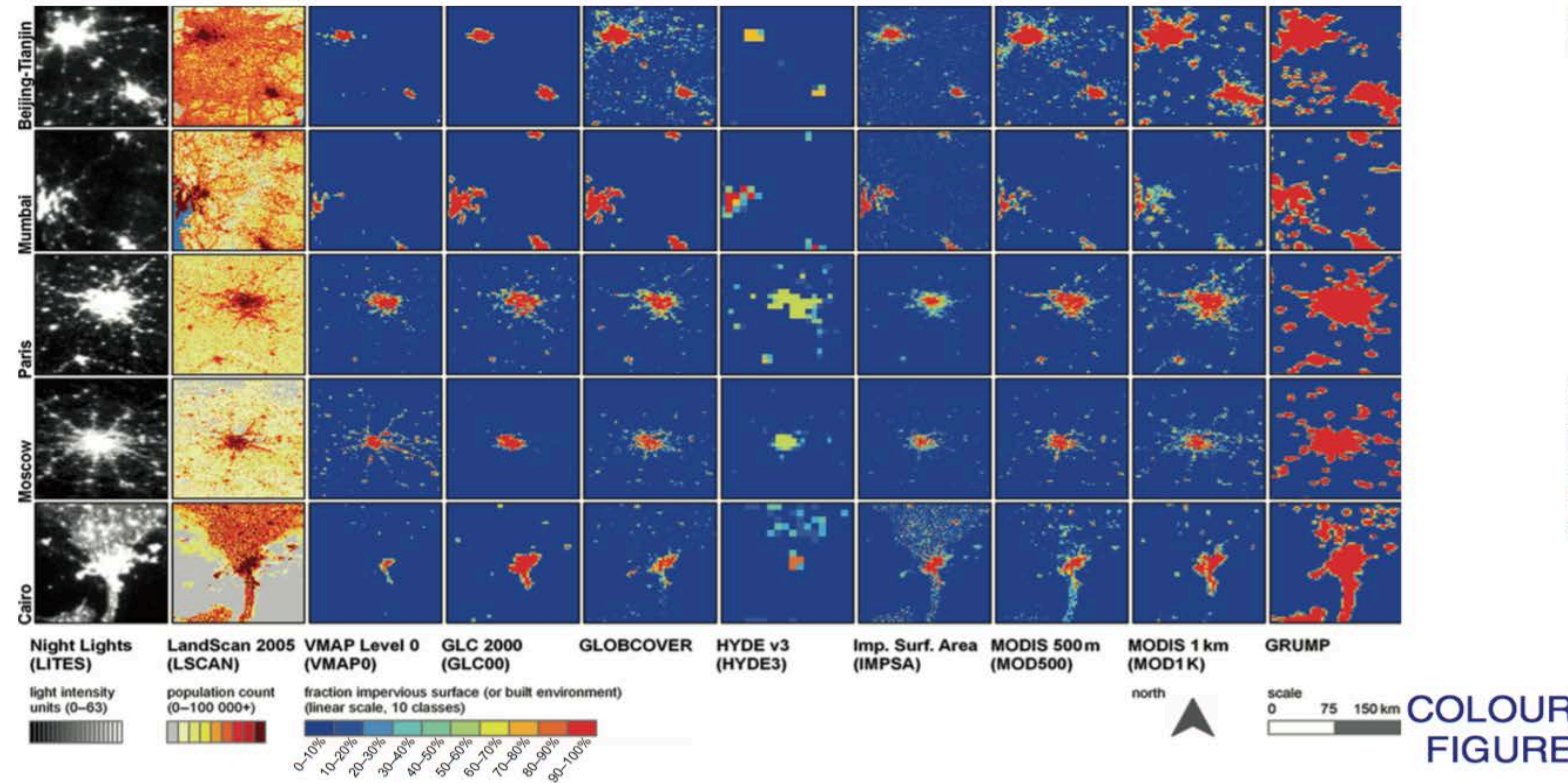 Beijing-Tianjin
Mumbai
Paris
Moscow
Cairo
Night Lights
(LITES)
LandScan 2005
(LSCAN)
VMAP Level 0
(VMAP0)
GLC 2000
(GLC00)
GLOBCOVER
HYDE v3
(HYDE3)
Imp. Surf. Area
(IMPSA)
MODIS 500m
(MOD500)
MODIS 1 km
(MOD1K)
GRUMP
light intensity
units (0–63)
population count
(0–100 000+)
fraction impervious surface (or built environment)
(linear scale, 10 classes)
0–10%
10–20%
20–30%
30–40%
40–50%
50–60%
60–70%
70–80%
80–90%
90–100%
north
scale
0 75 150 km
COLOUR
FIGURE